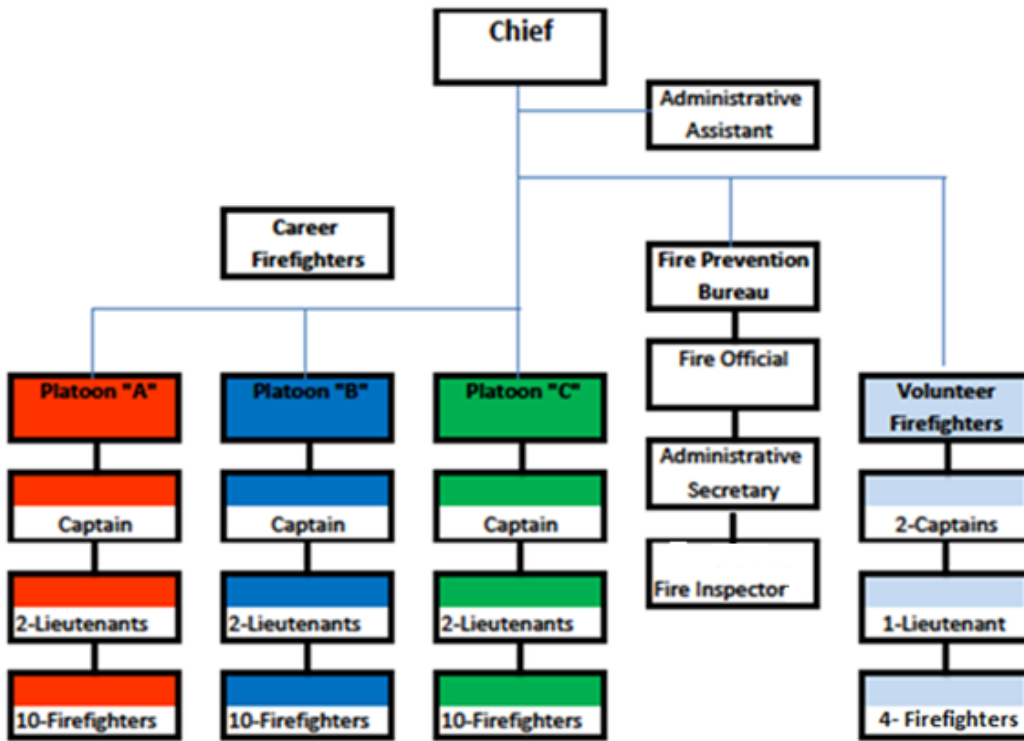 Chief
Administrative
Assistant
Career
Firefighters
Fire Prevention
Bureau
Fire Official
Administrative
Secretary
Fire Inspector
Platoon "A"
Captain
2-Lieutenants
10-Firefighters
Platoon "B"
Captain
2-Lieutenants
10-Firefighters
Platoon "C"
Captain
2-Lieutenants
10-Firefighters
Volunteer
Firefighters
2-Captains
1-Lieutenant
4- Firefighters